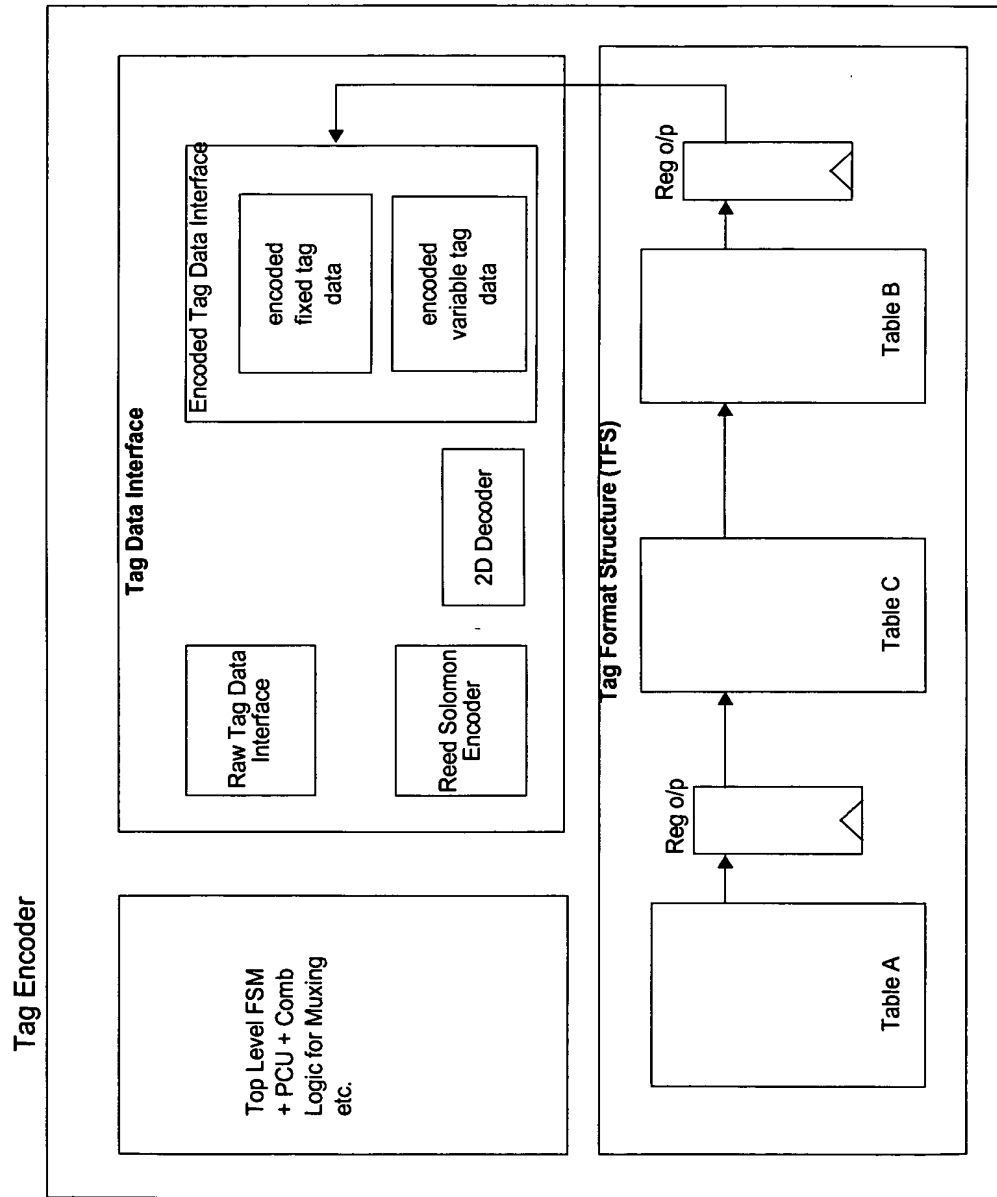 Tag Encoder
Top Level FSM
+ PCU + Comb
Logic for Muxing
etc.
Tag Data Interface
Raw Tag Data
Interface
Reed Solomon
Encoder
2D Decoder
Encoded Tag Data Interface
encoded
fixed tag
data
encoded
variable tag
data
Tag Format Structure (TFS)
Table A
Reg o/p
Table C
Table B
Reg o/p